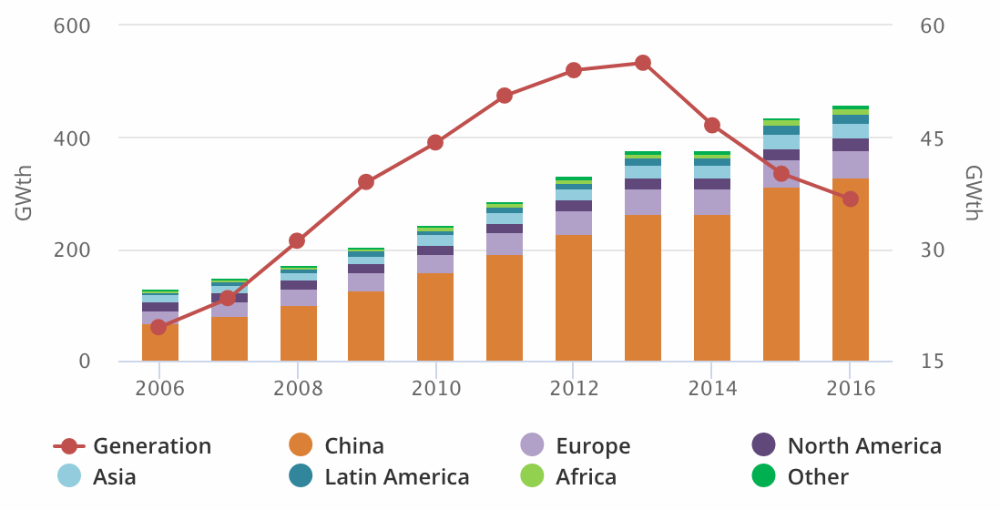 600
60
400
45
GWth
GWth
200
30
0
15
2006
2008
2010
2012
2014
2016
Generation
China
Europe
North America
Asia
Latin America
Africa
Other